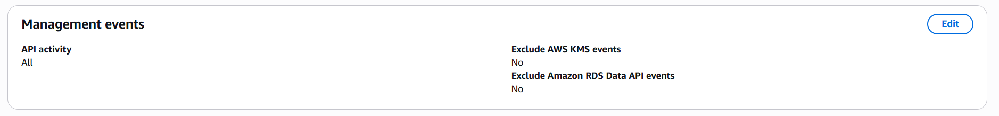 Management events
Edit
API activity
All
Exclude AWS KMS events
No
Exclude Amazon RDS Data API events
No